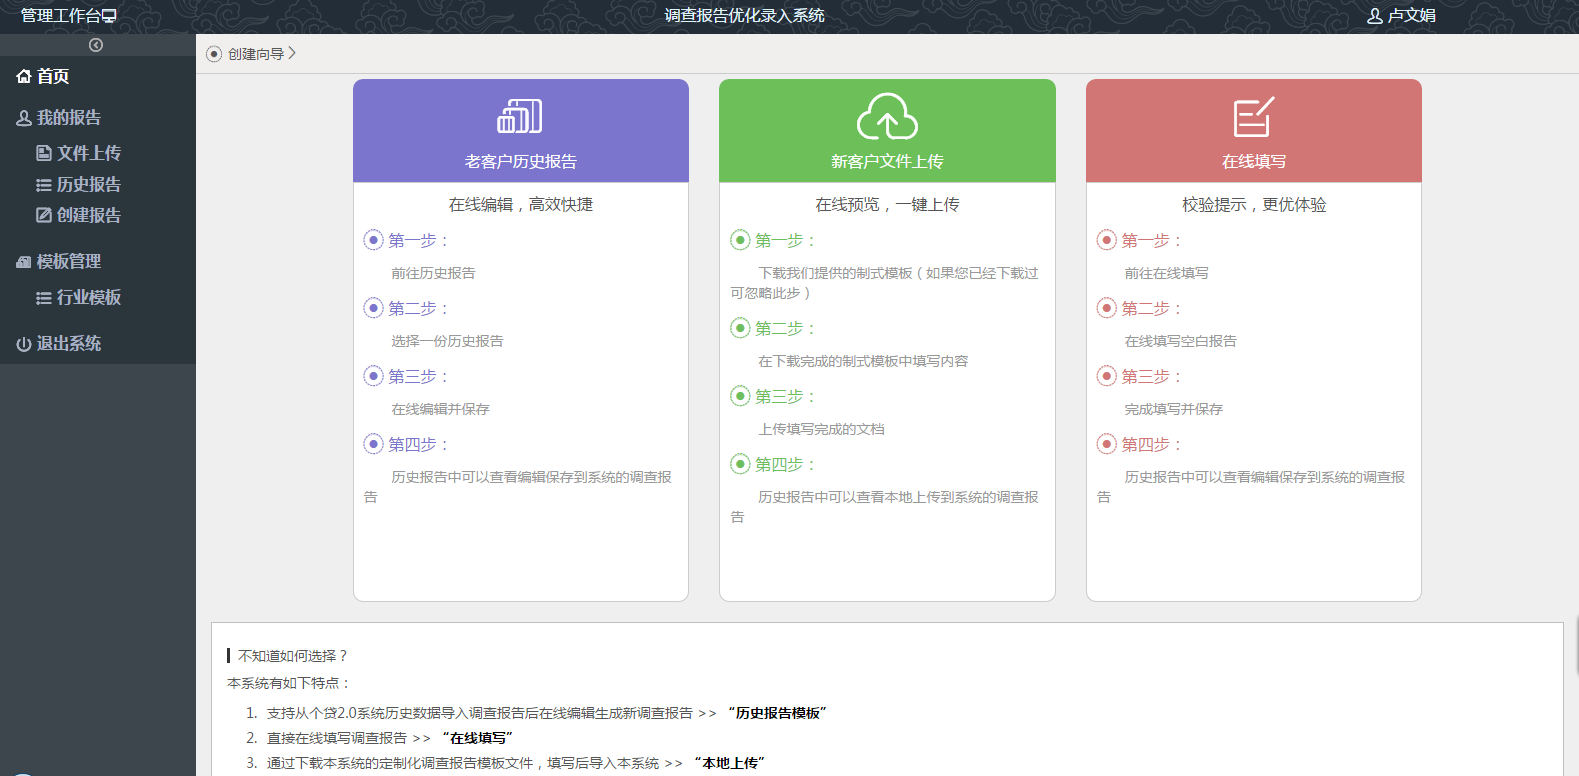 管理工作台
调查报告优化录入系统
卢文娟
首页
我的报告
文件上传
历史报告
创建报告
模板管理
行业模板
退出系统
创建向导
老客户历史报告
在线编辑，高效快捷
第一步：
前往历史报告
第二步：
选择一份历史报告
第三步：
在线编辑并保存
第四步：
历史报告中可以查看编辑保存到系统的调查报
告
新客户文件上传
在线预览，一键上传
第一步：
下载我们提供的制式模板（如果您已经下载过
可忽略此步）
第二步：
在下载完成的制式模板中填写内容
第三步：
上传填写完成的文档
第四步：
历史报告中可以查看本地上传到系统的调查报
告
在线填写
校验提示，更优体验
第一步：
前往在线填写
第二步：
在线填写空白报告
第三步：
完成填写并保存
第四步：
历史报告中可以查看编辑保存到系统的调查报
告
不知道如何选择？
本系统有如下特点：
1. 支持从个贷2.0系统历史数据导入调查报告后在线编辑生成新调查报告 >> “历史报告模板”
2. 直接在线填写调查报告 >> “在线填写”
3. 通过下载本系统的定制化调查报告模板文件，填写后导入本系统 >> “本地上传”